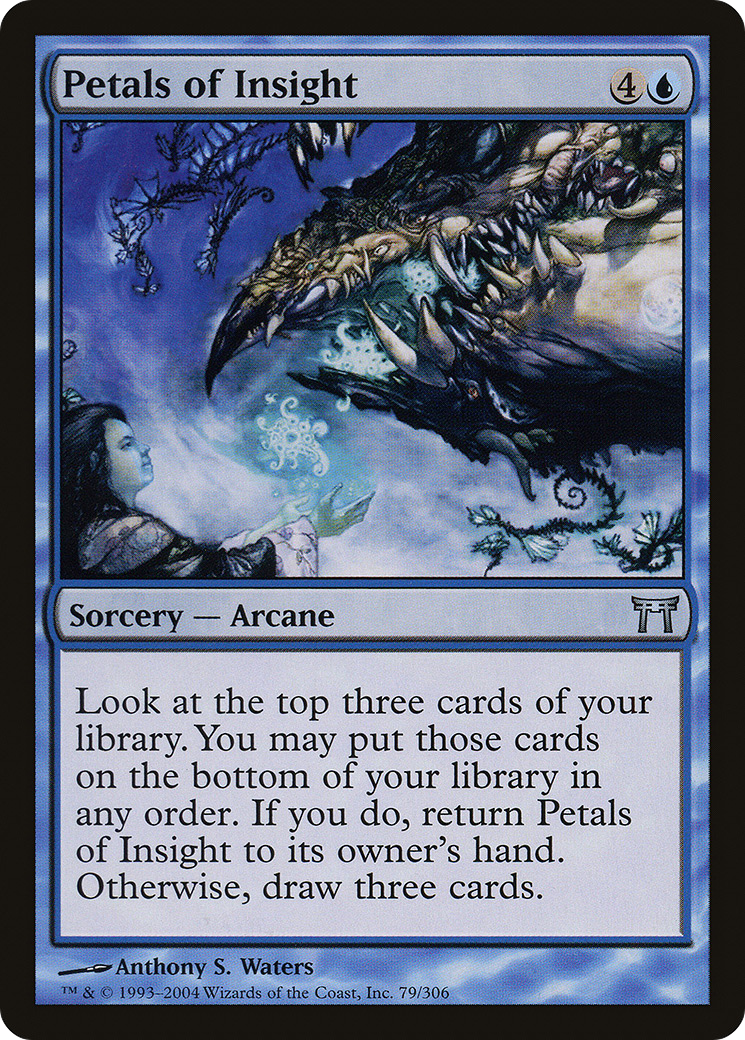 Petals of Insight
4
Sorcery — Arcane
Look at the top three cards of your
library. You may put those cards
on the bottom of your library in
any order. If you do, return Petals
of Insight to its owner's hand.
Otherwise, draw three cards.
Anthony S. Waters
™ & © 1993–2004 Wizards of the Coast, Inc. 79/306